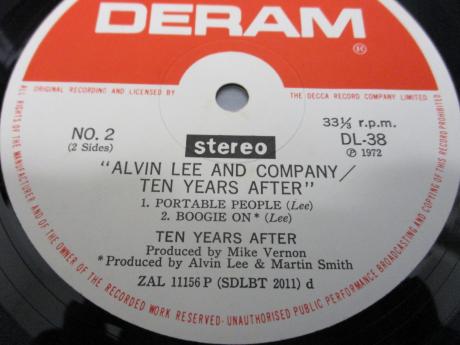 DERAM
®
ORIGINAL RECORDING AND LICENSED BY THE DECCA RECORD COMPANY LIMITED
NO. 2
(2 Sides)
stereo
33⅓ r.p.m.
DL-38
Ⓟ 1972
"ALVIN LEE AND COMPANY/
TEN YEARS AFTER"
1. PORTABLE PEOPLE (Lee)
2. BOOGIE ON* (Lee)
TEN YEARS AFTER
Produced by Mike Vernon
*Produced by Alvin Lee & Martin Smith
ZAL 11156 P (SDLBT 2011) d
ALL RIGHTS OF THE MANUFACTURER AND OF THE OWNER OF THE RECORDED WORK RESERVED·UNAUTHORISED PUBLIC PERFORMANCE BROADCASTING AND COPYING OF THIS RECORD PROHIBITED